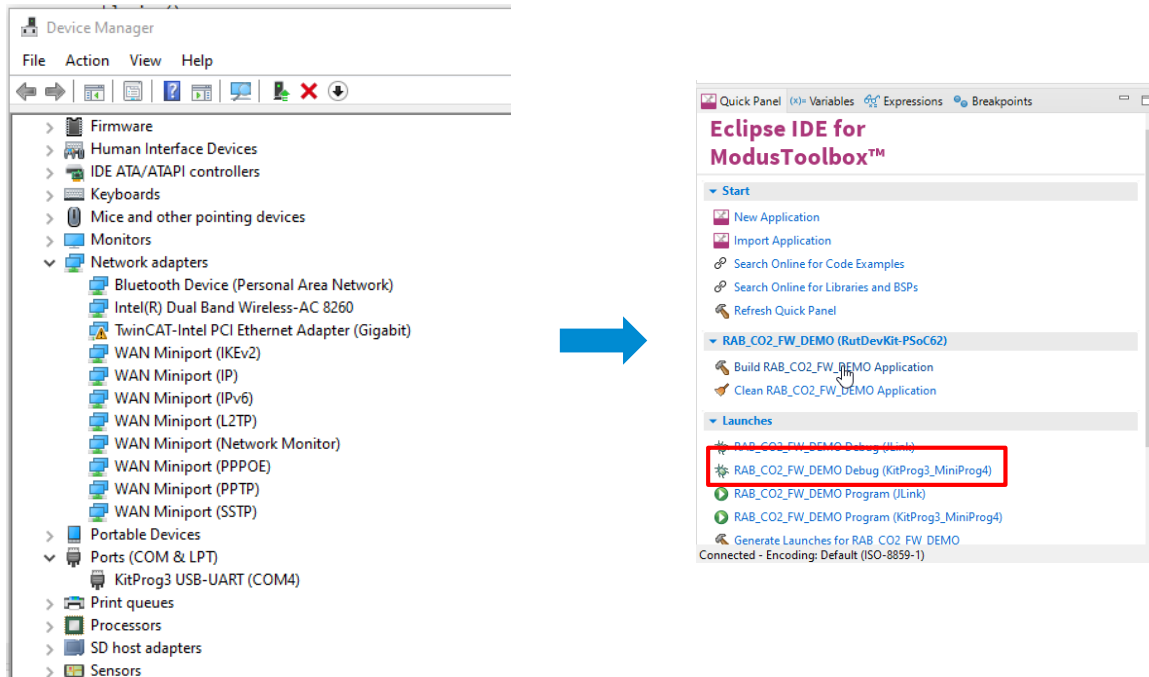 Device Manager
File Action View Help
Firmware
Human Interface Devices
IDE ATA/ATAPI controllers
Keyboards
Mice and other pointing devices
Monitors
Network adapters
Bluetooth Device (Personal Area Network)
Intel(R) Dual Band Wireless-AC 8260
TwinCAT-Intel PCI Ethernet Adapter (Gigabit)
WAN Miniport (IKEv2)
WAN Miniport (IP)
WAN Miniport (IPv6)
WAN Miniport (L2TP)
WAN Miniport (Network Monitor)
WAN Miniport (PPPOE)
WAN Miniport (PPTP)
WAN Miniport (SSTP)
Portable Devices
Ports (COM & LPT)
KitProg3 USB-UART (COM4)
Print queues
Processors
SD host adapters
Sensors
Quick Panel (x)= Variables Expressions Breakpoints
Eclipse IDE for
ModusToolbox™
Start
New Application
Import Application
Search Online for Code Examples
Search Online for Libraries and BSPs
Refresh Quick Panel
RAB_CO2_FW_DEMO (RutDevKit-PSoC62)
Build RAB_CO2_FW_DEMO Application
Clean RAB_CO2_FW_DEMO Application
Launches
RAB_CO2_FW_DEMO Debug (JLink)
RAB_CO2_FW_DEMO Debug (KitProg3_MiniProg4)
RAB_CO2_FW_DEMO Program (JLink)
RAB_CO2_FW_DEMO Program (KitProg3_MiniProg4)
Generate Launches for RAB_CO2_FW_DEMO
Connected - Encoding: Default (ISO-8859-1)